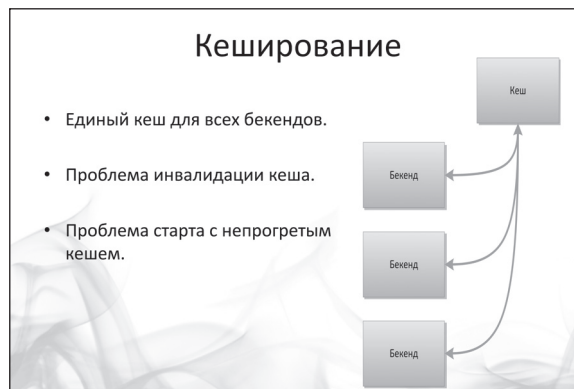 Кеширование
• Единый кеш для всех бекендов.
• Проблема инвалидации кеша.
• Проблема старта с непрогретым
кешем.
Кеш
Бекенд
Бекенд
Бекенд